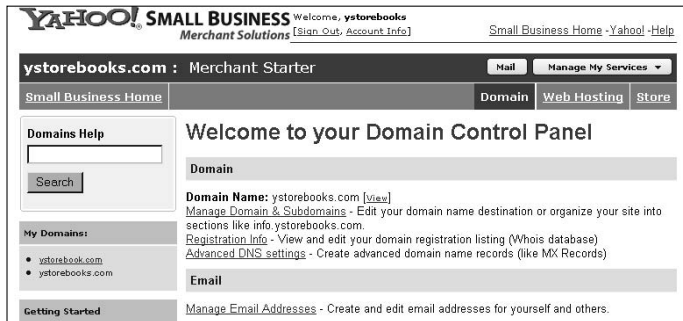 YAHOO! SMALL BUSINESS
Merchant Solutions
Welcome, ystorebooks
[Sign Out, Account Info]
Small Business Home - Yahoo! - Help
ystorebooks.com : Merchant Starter
Mail
Manage My Services
Small Business Home
Domain
Web Hosting
Store
Domains Help
Search
My Domains:
ystorebook.com
ystorebooks.com
Getting Started
Welcome to your Domain Control Panel
Domain
Domain Name: ystorebooks.com [View]
Manage Domain & Subdomains - Edit your domain name destination or organize your site into
sections like info.ystorebooks.com.
Registration Info - View and edit your domain registration listing (Whois database)
Advanced DNS settings - Create advanced domain name records (like MX Records)
Email
Manage Email Addresses - Create and edit email addresses for yourself and others.